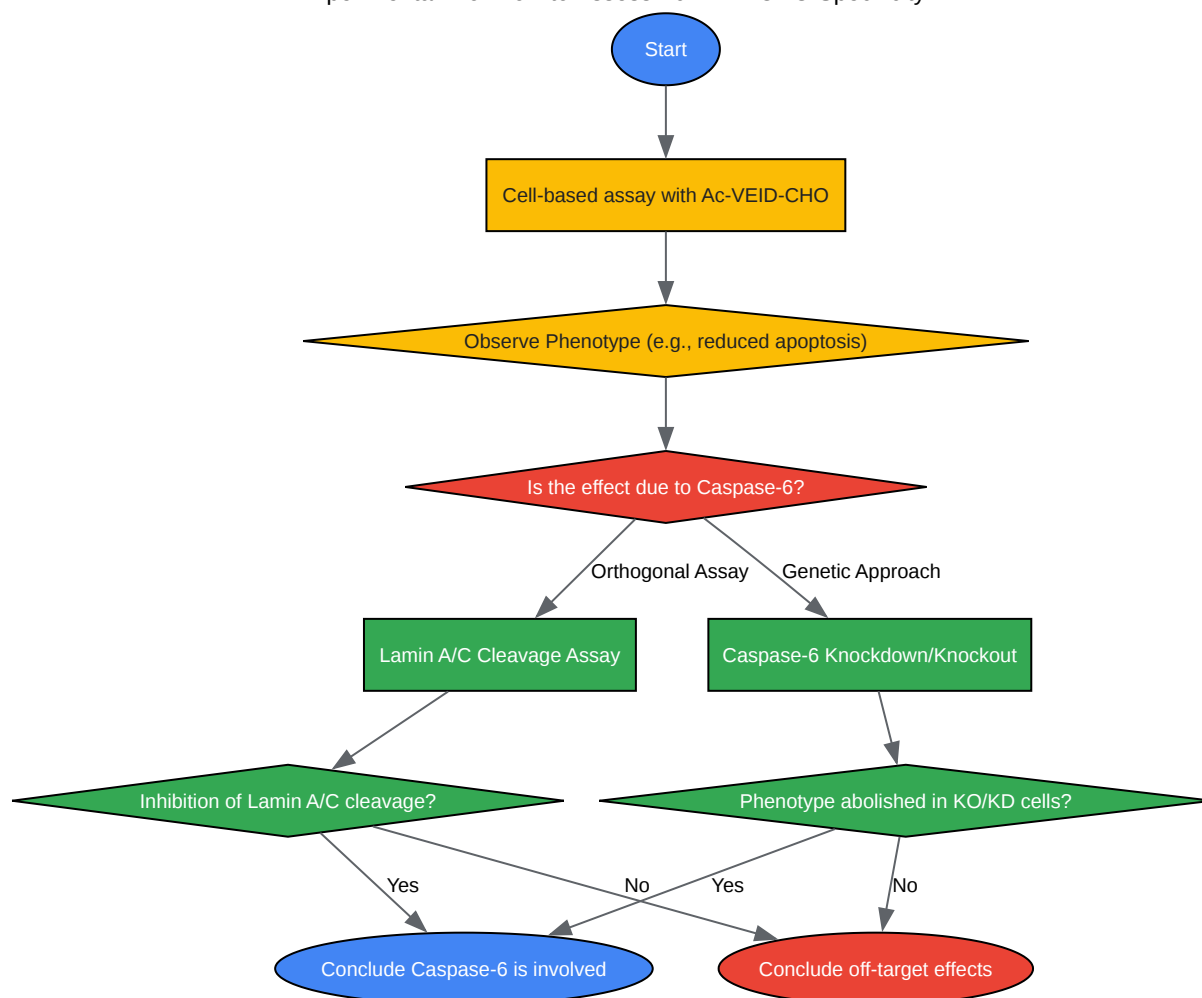 Start
Cell-based assay with Ac-VEID-CHO
Observe Phenotype (e.g., reduced apoptosis)
Is the effect due to Caspase-6?
Orthogonal Assay
Genetic Approach
Lamin A/C Cleavage Assay
Caspase-6 Knockdown/Knockout
Inhibition of Lamin A/C cleavage?
Phenotype abolished in KO/KD cells?
Yes
No
Yes
No
Conclude Caspase-6 is involved
Conclude off-target effects